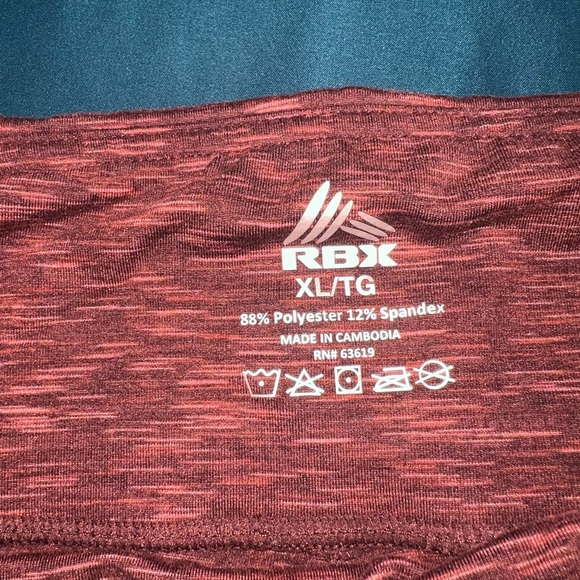 RBX
XL/TG
88% Polyester 12% Spandex
MADE IN CAMBODIA
RN# 63619